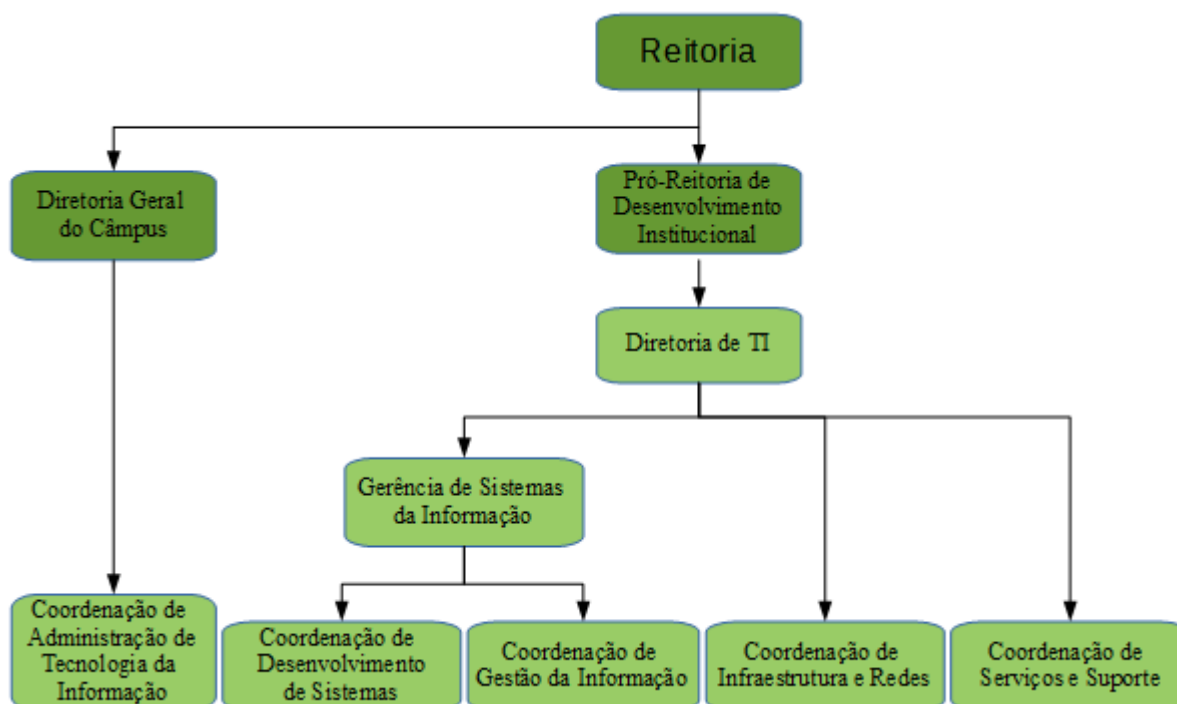 Reitoria
Diretoria Geral
do Câmpus
Pró-Reitoria de
Desenvolvimento
Institucional
Diretoria de TI
Gerência de Sistemas
da Informação
Coordenação de
Administração de
Tecnologia da
Informação
Coordenação de
Desenvolvimento
de Sistemas
Coordenação de
Gestão da Informação
Coordenação de
Infraestrutura e Redes
Coordenação de
Serviços e Suporte